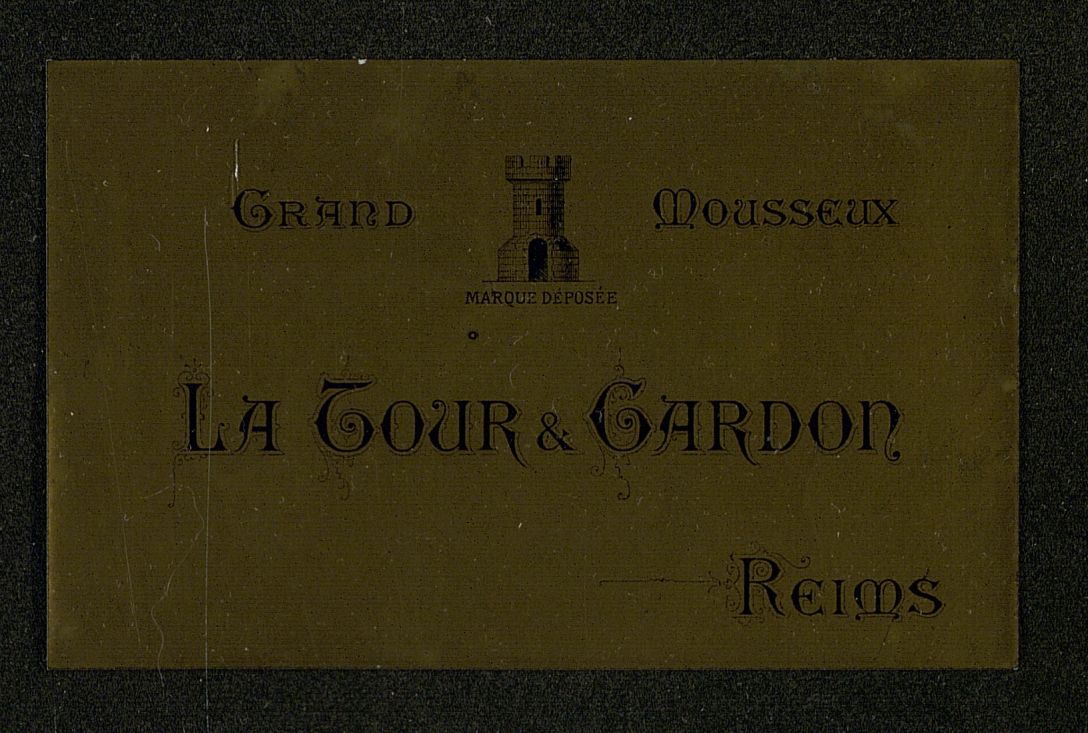 Grand Mousseux
MARQUE DÉPOSÉE
La Tour & Gardon
Reims